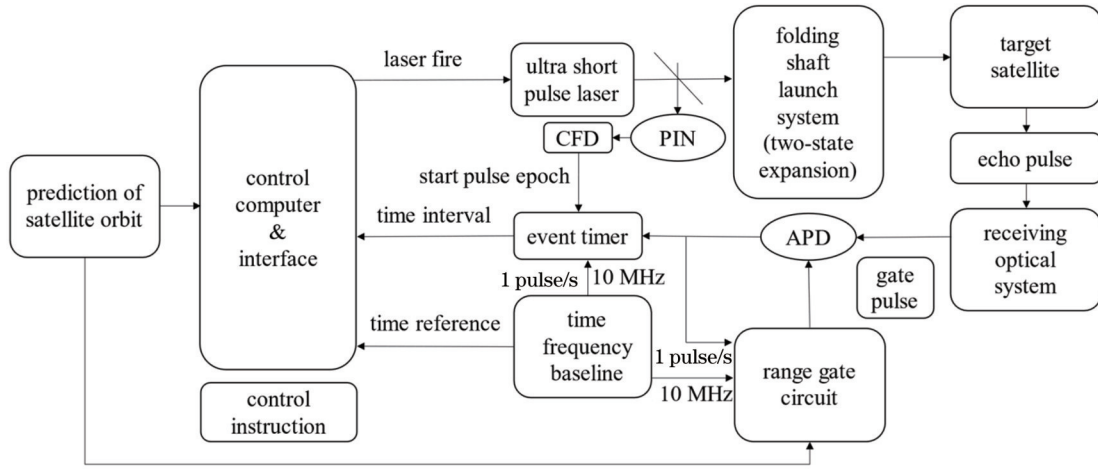 laser fire
ultra short
pulse laser
folding
shaft
launch
system
(two-state
expansion)
target
satellite
CFD
PIN
echo pulse
prediction of
satellite orbit
control
computer
&
interface
start pulse epoch
time interval
event timer
APD
receiving
optical
system
gate
pulse
1 pulse/s
10 MHz
time reference
time
frequency
baseline
1 pulse/s
10 MHz
range gate
circuit
control
instruction